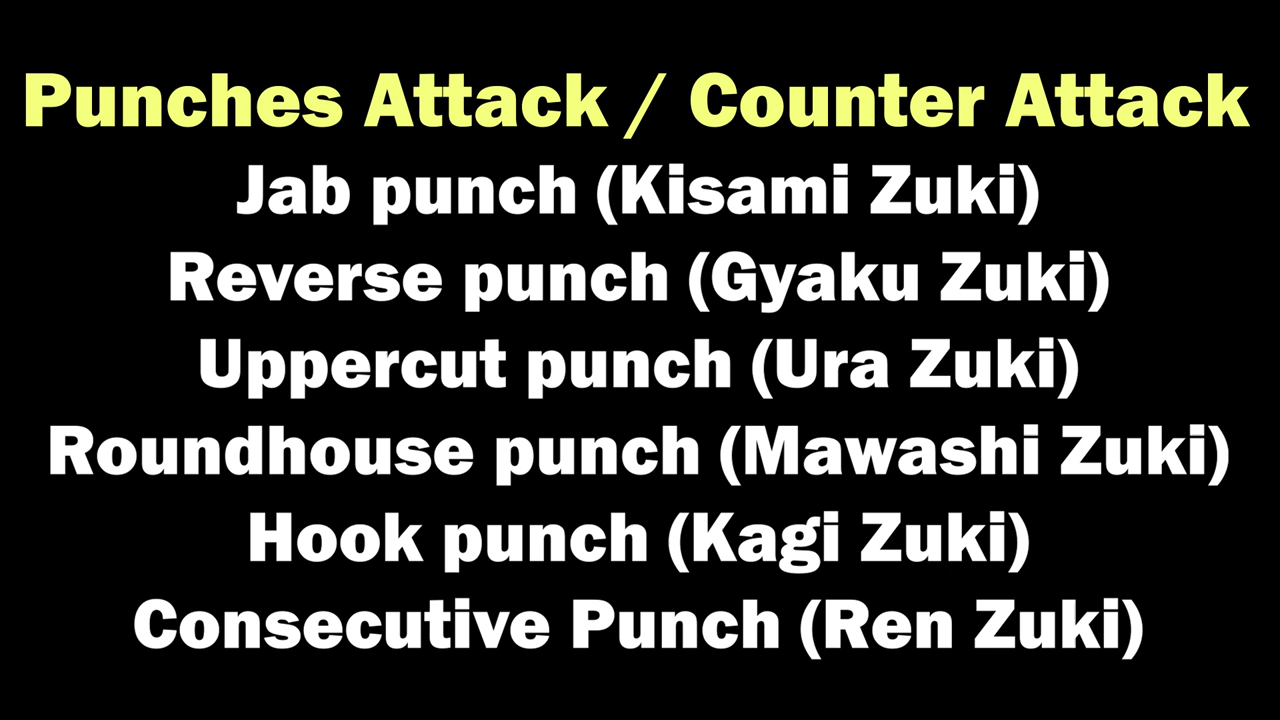 Punches Attack / Counter Attack
Jab punch (Kisami Zuki)
Reverse punch (Gyaku Zuki)
Uppercut punch (Ura Zuki)
Roundhouse punch (Mawashi Zuki)
Hook punch (Kagi Zuki)
Consecutive Punch (Ren Zuki)